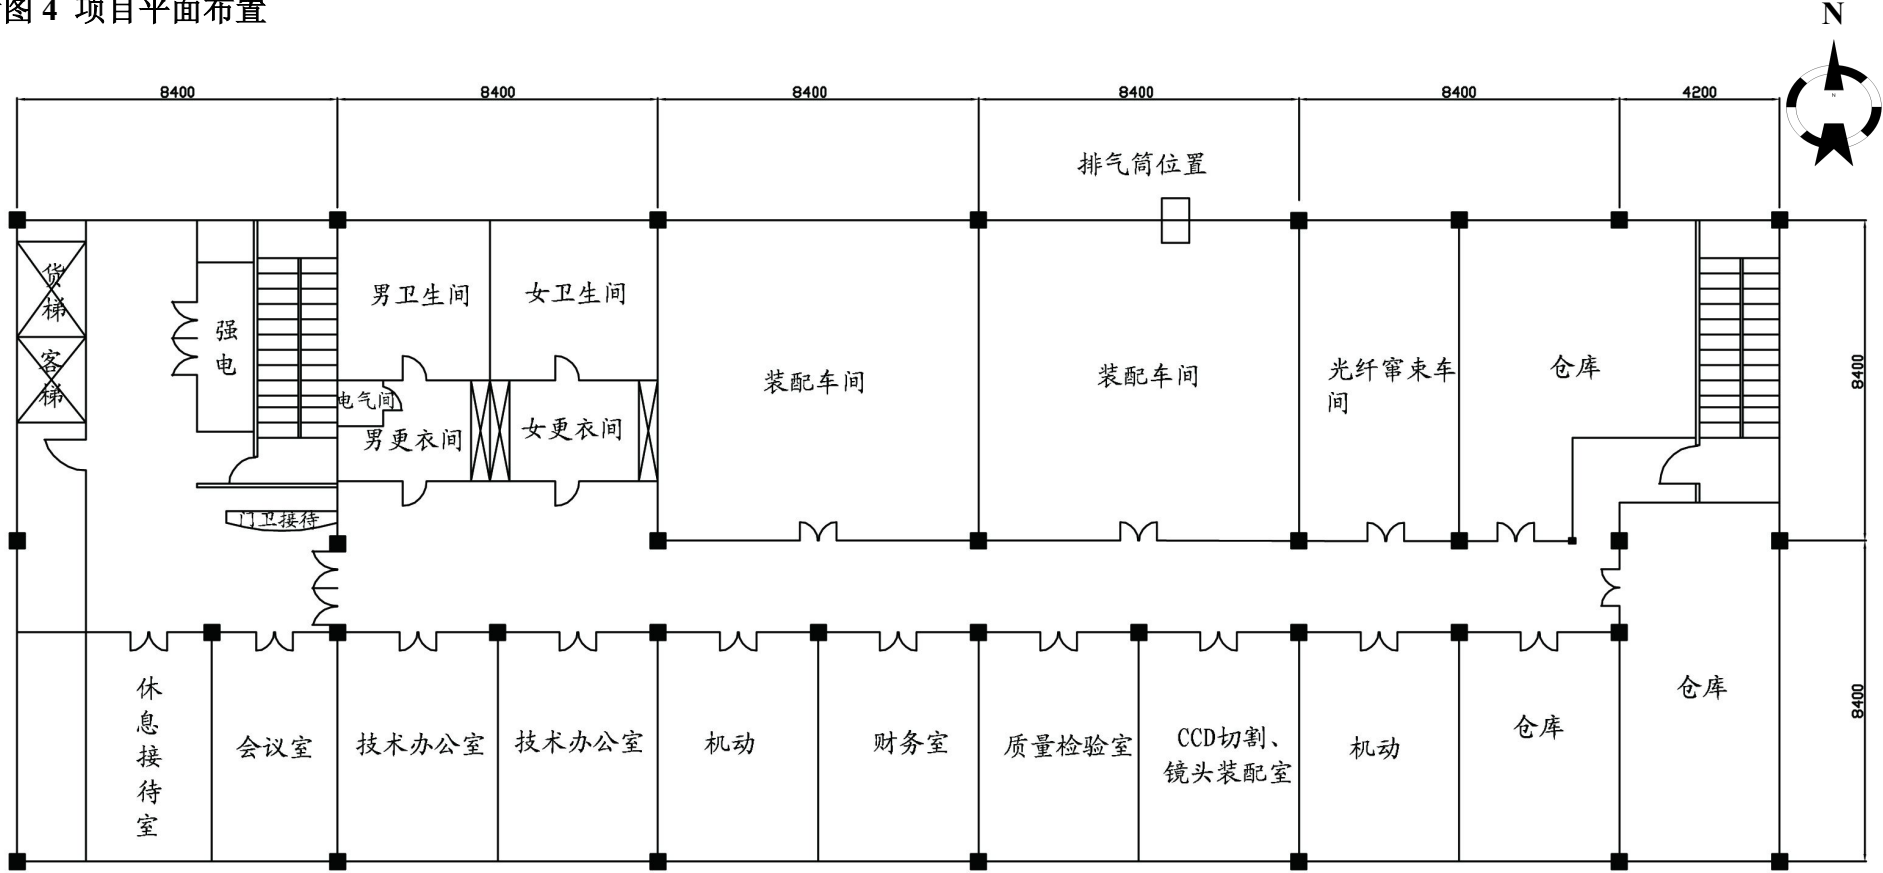 图 4 项目平面布置
N
8400
8400
8400
8400
8400
4200
N
排气筒位置
货梯
客梯
强电
男卫生间
女卫生间
电气间
男更衣间
女更衣间
门卫接待
装配车间
装配车间
光纤窜束车
间
仓库
8400
休息接待室
会议室
技术办公室
技术办公室
机动
财务室
质量检验室
CCD切割、
镜头装配室
机动
仓库
仓库
8400